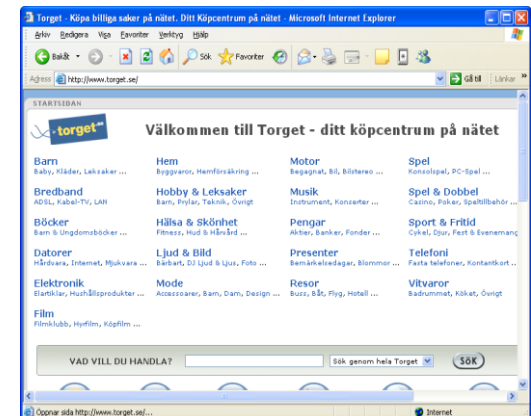 Torget - Köpa billiga saker på nätet. Ditt Köpcentrum på nätet - Microsoft Internet Explorer
Arkiv Redigera Visa Favoriter Verktyg Hjälp
Bakåt Sök Favoriter
Adress http://www.torget.se/ Gå till Länkar »
STARTSIDAN
torget Välkommen till Torget - ditt köpcentrum på nätet
Barn Hem Motor Spel
Baby, Kläder, Leksaker ... Byggvaror, Hemförsäkring ... Begagnat, Bil, Bilstereo ... Konsolspel, PC-Spel ...
Bredband Hobby & Leksaker Musik Spel & Dobbel
ADSL, Kabel-TV, LAN Barn, Prylar, Teknik, Övrigt Instrument, Konserter ... Casino, Poker, Speltillbehör ...
Böcker Hälsa & Skönhet Pengar Sport & Fritid
Barn & Ungdomsböcker ... Fitness, Hud & Hårvård ... Aktier, Banker, Fonder ... Cykel, Djur, Fest & Evenemang
Datorer Ljud & Bild Presenter Telefoni
Hårdvara, Internet, Mjukvara ... Bärbart, DJ Ljud & Ljus, Foto ... Bemärkelsedagar, Blommor ... Fasta telefoner, Kontantkort ...
Elektronik Mode Resor Vitvaror
Elartiklar, Hushållsprodukter ... Accessoarer, Barn, Dam, Design ... Buss, Båt, Flyg, Hotell ... Badrummet, Köket, Övrigt
Film
Filmklubb, Hyrfilm, Köpfilm ...
VAD VILL DU HANDLA? Sök genom hela Torget SÖK
Öppnar sida http://www.torget.se/... Internet